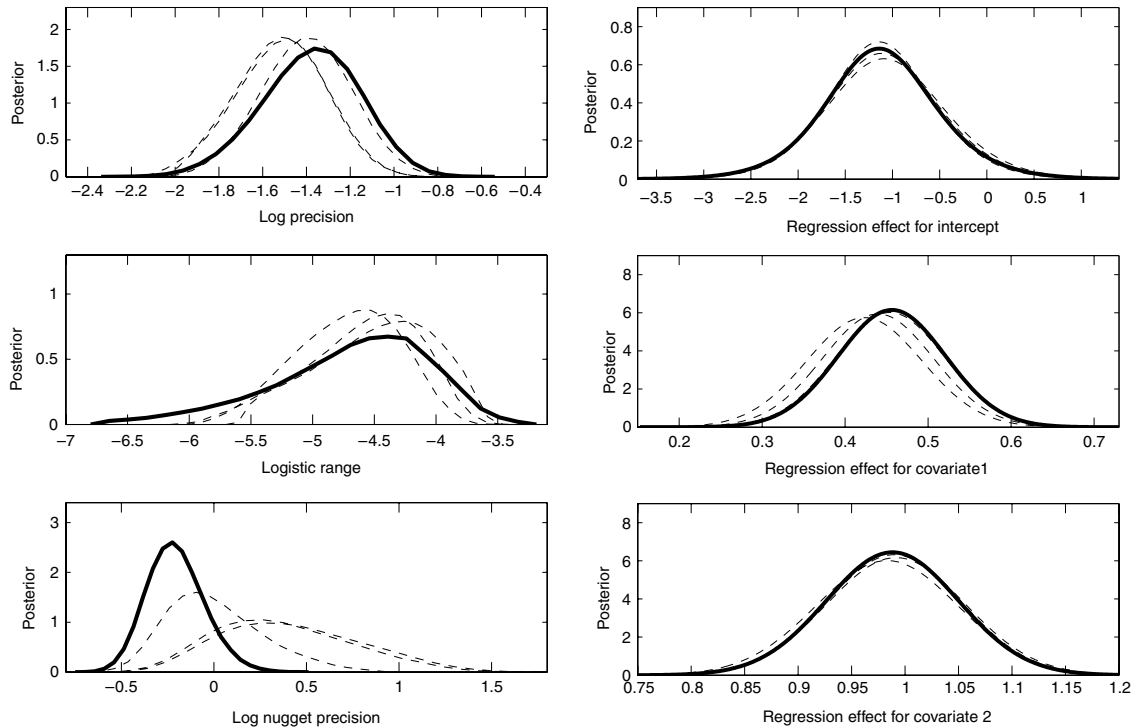 2
1.5
1
0.5
0
Posterior
−2.4 −2.2 −2 −1.8 −1.6 −1.4 −1.2 −1 −0.8 −0.6 −0.4
Log precision
0.8
0.6
0.4
0.2
0
Posterior
−3.5 −3 −2.5 −2 −1.5 −1 −0.5 0 0.5 1
Regression effect for intercept
1
0.5
0
Posterior
−7 −6.5 −6 −5.5 −5 −4.5 −4 −3.5
Logistic range
8
6
4
2
0
Posterior
0.2 0.3 0.4 0.5 0.6 0.7
Regression effect for covariate1
3
2
1
0
Posterior
−0.5 0 0.5 1 1.5
Log nugget precision
8
6
4
2
0
Posterior
0.75 0.8 0.85 0.9 0.95 1 1.05 1.1 1.15 1.2
Regression effect for covariate 2